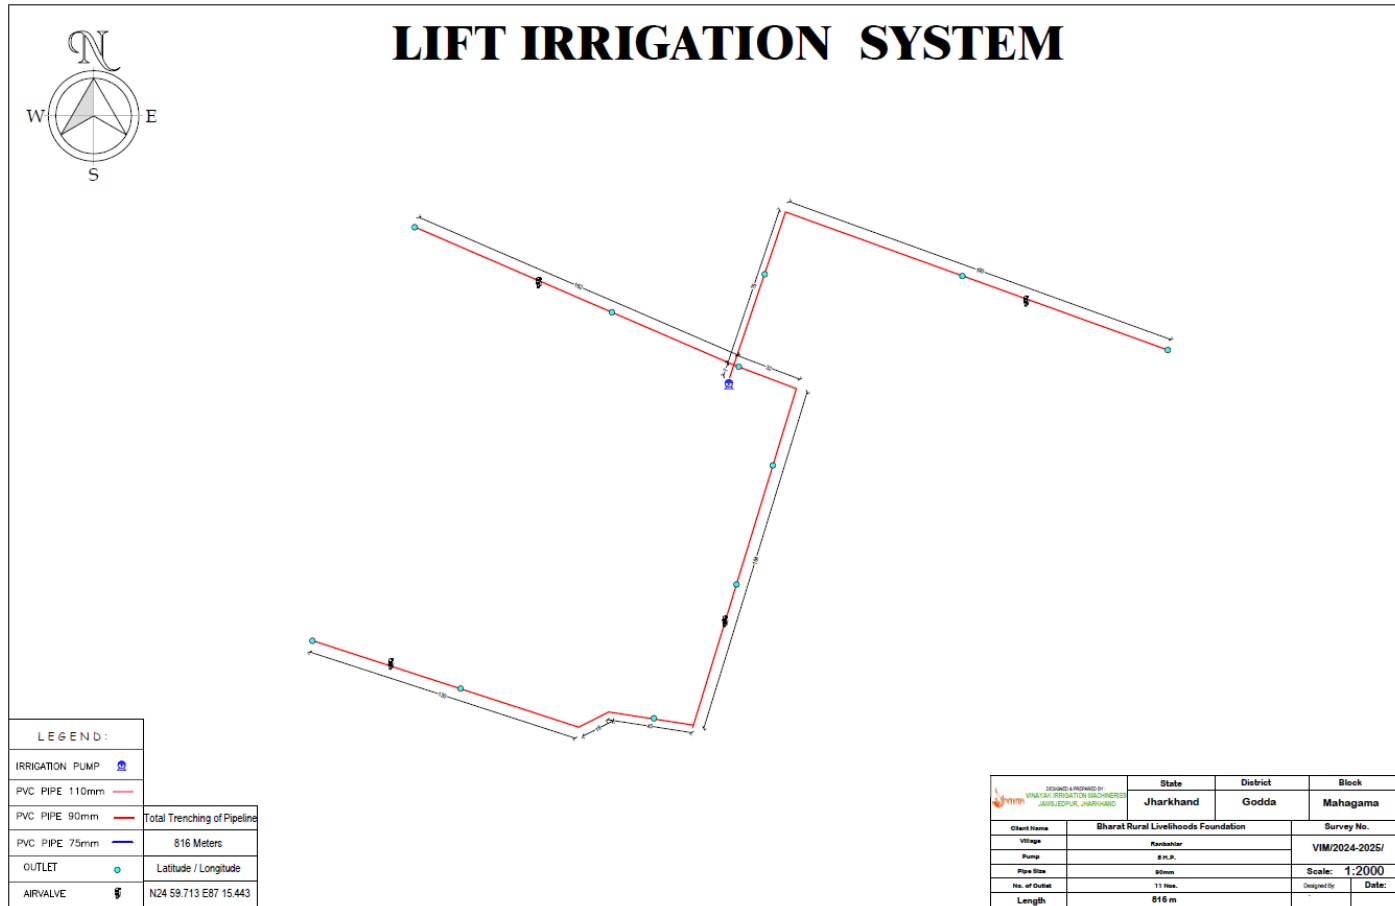 LIFT IRRIGATION SYSTEM
N
W
E
S
30
45
LEGEND:
IRRIGATION PUMP
PVC PIPE 110mm
PVC PIPE 90mm
PVC PIPE 75mm
OUTLET
AIRVALVE
Total Trenching of Pipeline
816 Meters
Latitude / Longitude
N24 59.713 E87 15.443
DESIGNED & PREPARED BY
VINAYAK IRRIGATION MACHINERIES
JAMSJEDPUR, JHARKHAND
State
District
Block
Jharkhand
Godda
Mahagama
Client Name
Bharat Rural Livelihoods Foundation
Survey No.
Village
VIM/2024-2025/
Pump
H.P.
Pipe Size
90mm
Scale: 1:2000
No. of Outlet
11 Nos.
Designed By
Date:
Length
816 m